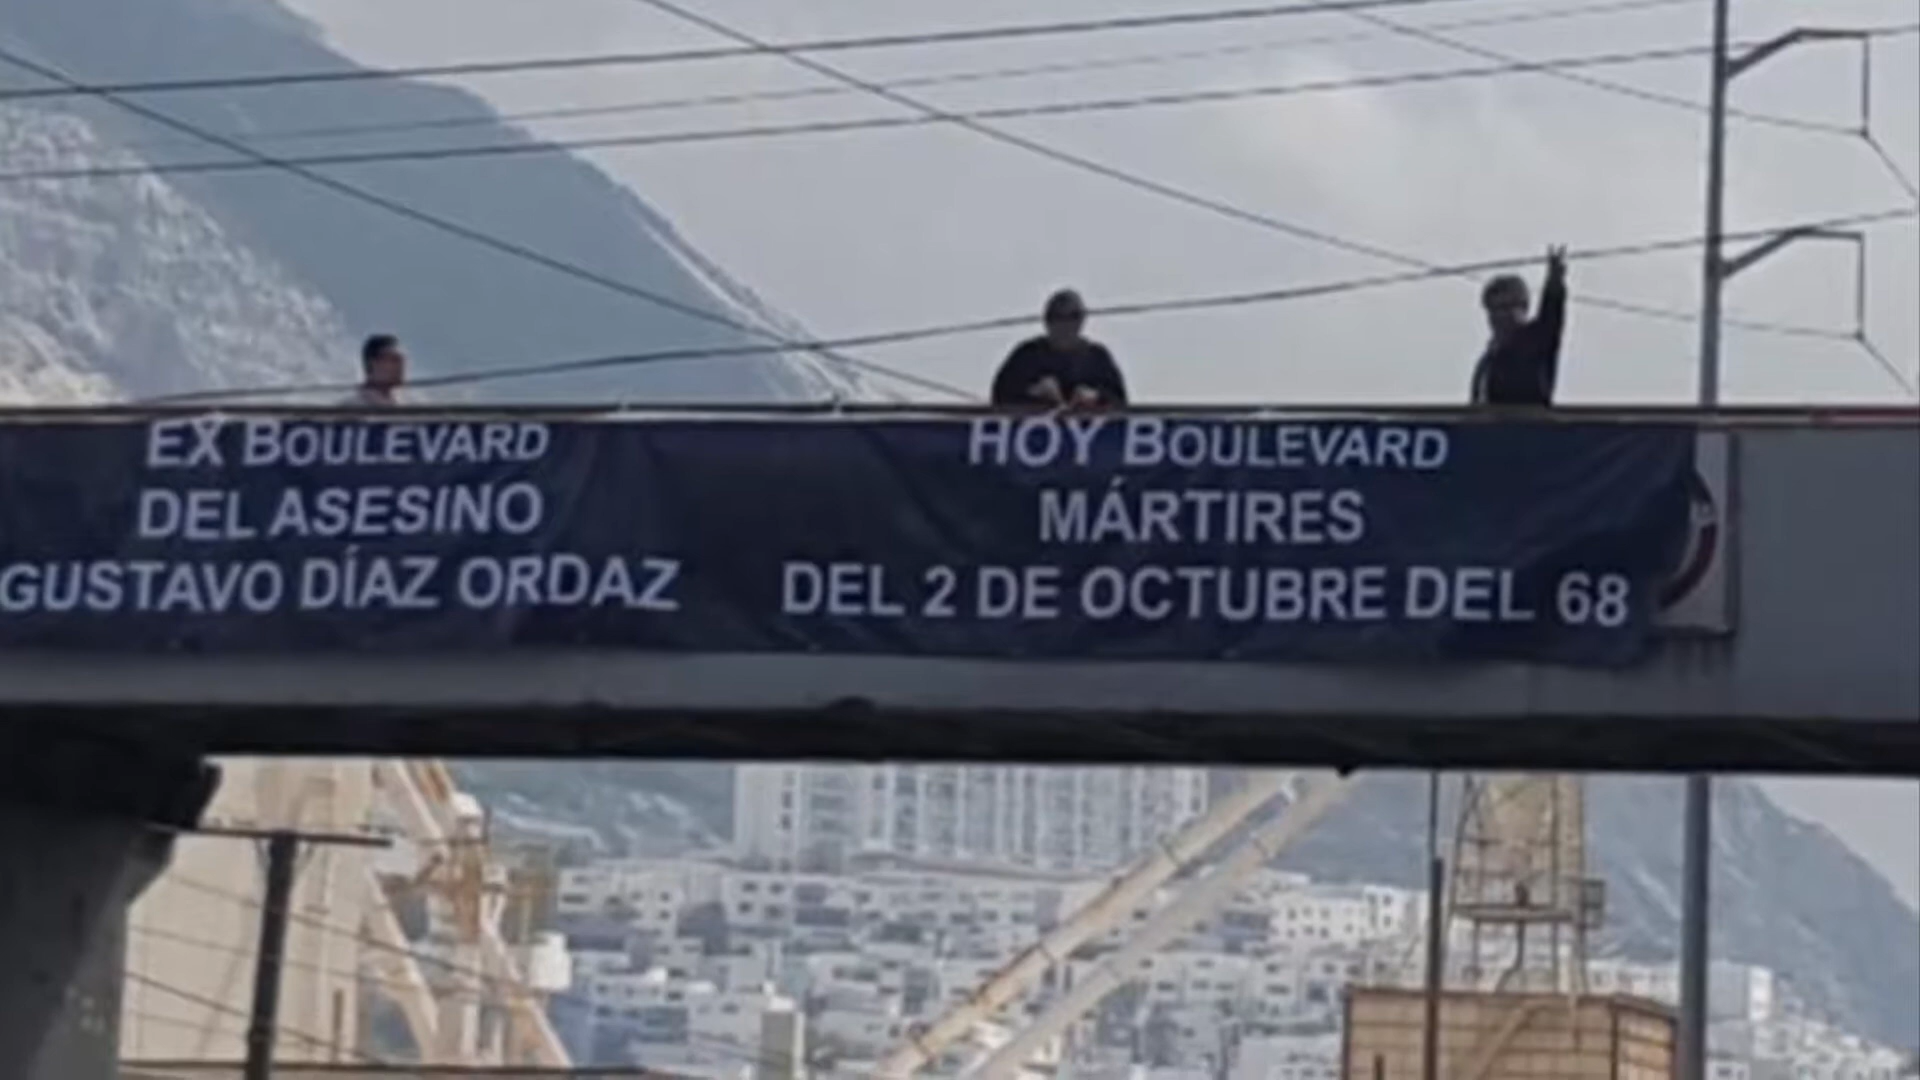 EX BOULEVARD
DEL ASESINO
GUSTAVO DÍAZ ORDAZ
HOY BOULEVARD
MÁRTIRES
DEL 2 DE OCTUBRE DEL 68